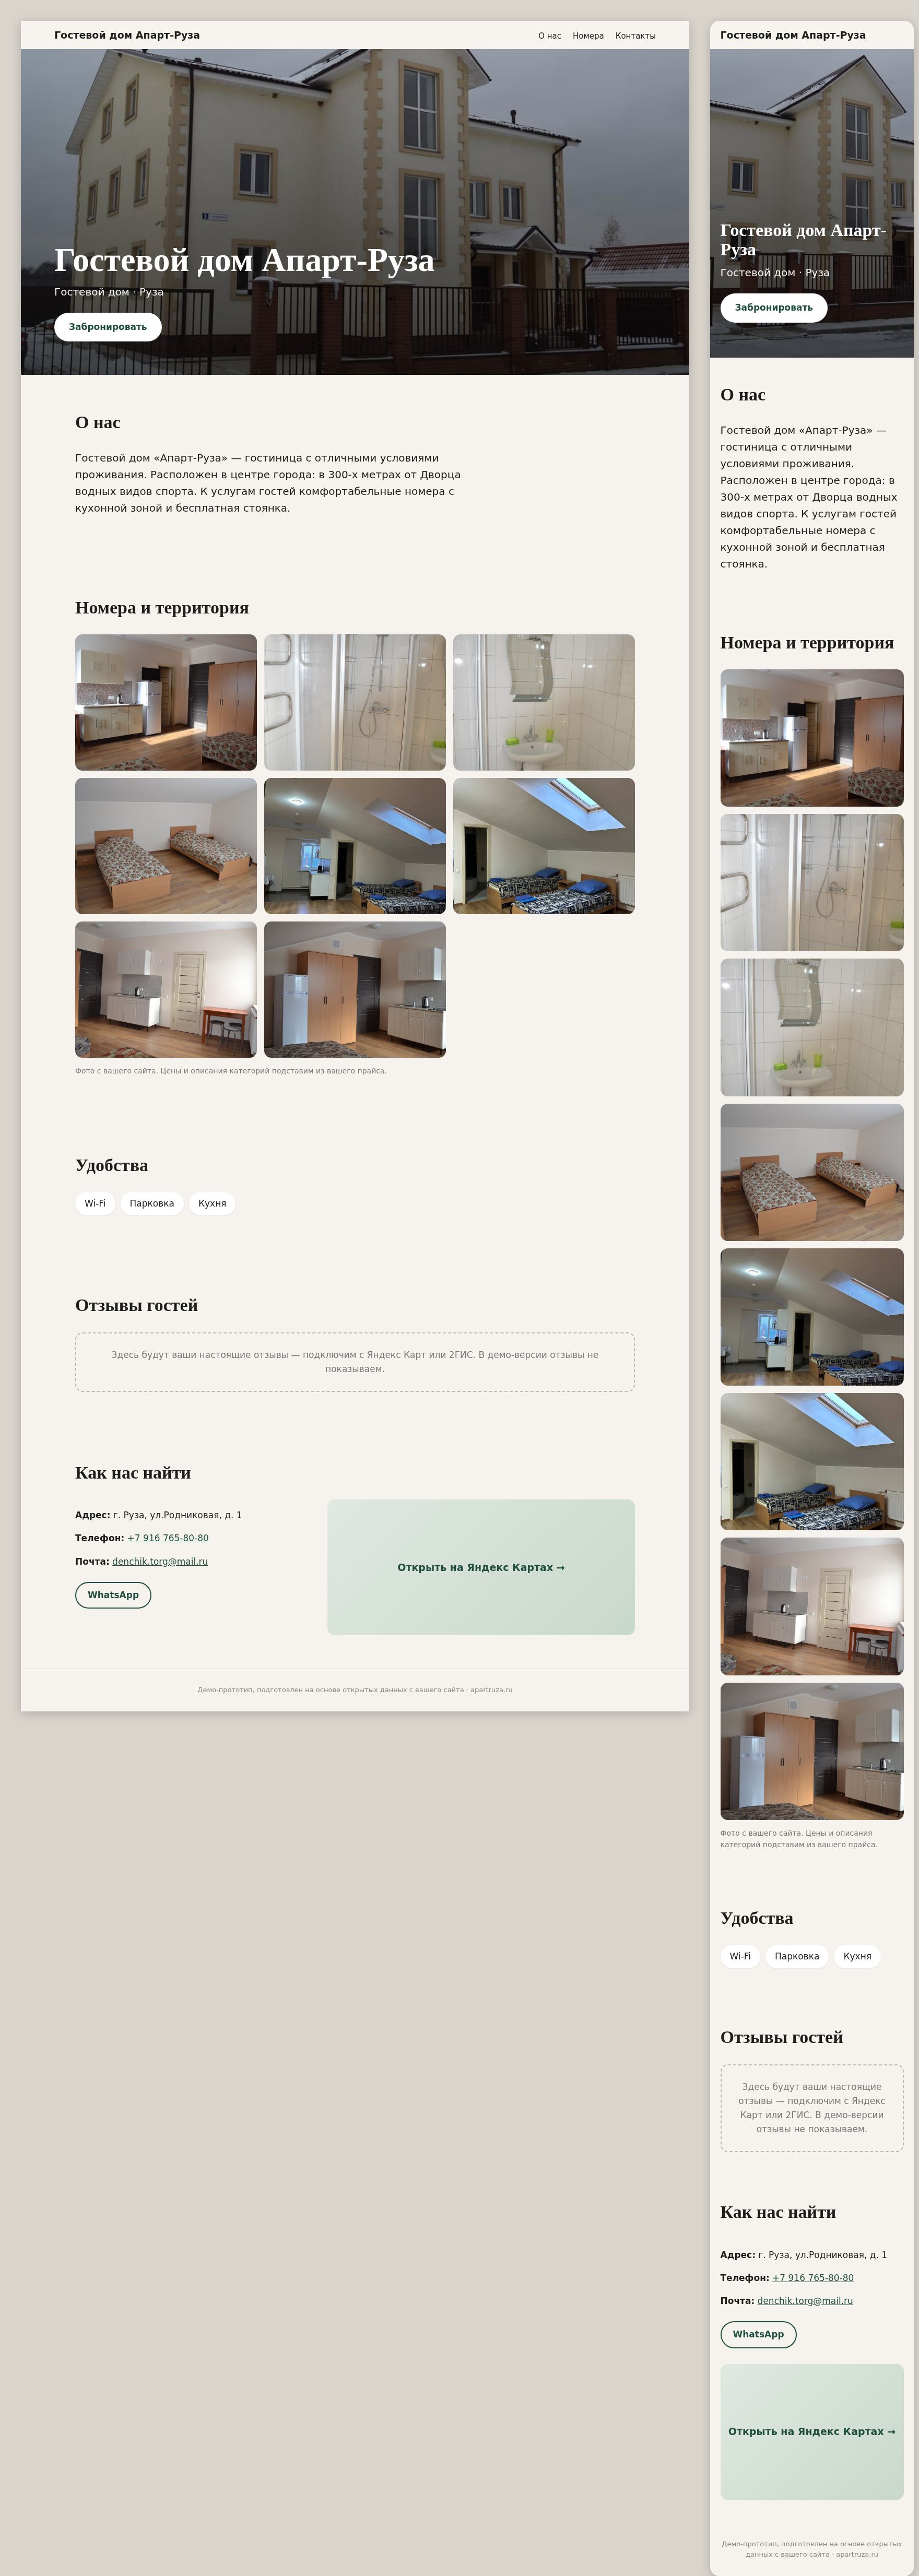 Гостевой дом Апарт-Руза
О нас Номера Контакты
Гостевой дом Апарт-Руза
Гостевой дом · Руза
Забронировать
О нас
Гостевой дом «Апарт-Руза» — гостиница с отличными условиями
проживания. Расположен в центре города: в 300-х метрах от Дворца
водных видов спорта. К услугам гостей комфортабельные номера с
кухонной зоной и бесплатная стоянка.
Номера и территория
Фото с вашего сайта. Цены и описания категорий подставим из вашего прайса.
Удобства
Wi-Fi Парковка Кухня
Отзывы гостей
Здесь будут ваши настоящие отзывы — подключим с Яндекс Карт или 2ГИС. В демо-версии отзывы не
показываем.
Как нас найти
Адрес: г. Руза, ул.Родниковая, д. 1
Телефон: +7 916 765-80-80
Почта: denchik.torg@mail.ru
WhatsApp
Открыть на Яндекс Картах →
Демо-прототип, подготовлен на основе открытых данных с вашего сайта · apartruza.ru
Гостевой дом Апарт-Руза
Гостевой дом Апарт-
Руза
Гостевой дом · Руза
Забронировать
О нас
Гостевой дом «Апарт-Руза» —
гостиница с отличными
условиями проживания.
Расположен в центре города: в
300-х метрах от Дворца водных
видов спорта. К услугам гостей
комфортабельные номера с
кухонной зоной и бесплатная
стоянка.
Номера и территория
Фото с вашего сайта. Цены и описания
категорий подставим из вашего прайса.
Удобства
Wi-Fi Парковка Кухня
Отзывы гостей
Здесь будут ваши настоящие
отзывы — подключим с Яндекс
Карт или 2ГИС. В демо-версии
отзывы не показываем.
Как нас найти
Адрес: г. Руза, ул.Родниковая, д. 1
Телефон: +7 916 765-80-80
Почта: denchik.torg@mail.ru
WhatsApp
Открыть на Яндекс Картах →
Демо-прототип, подготовлен на основе открытых
данных с вашего сайта · apartruza.ru